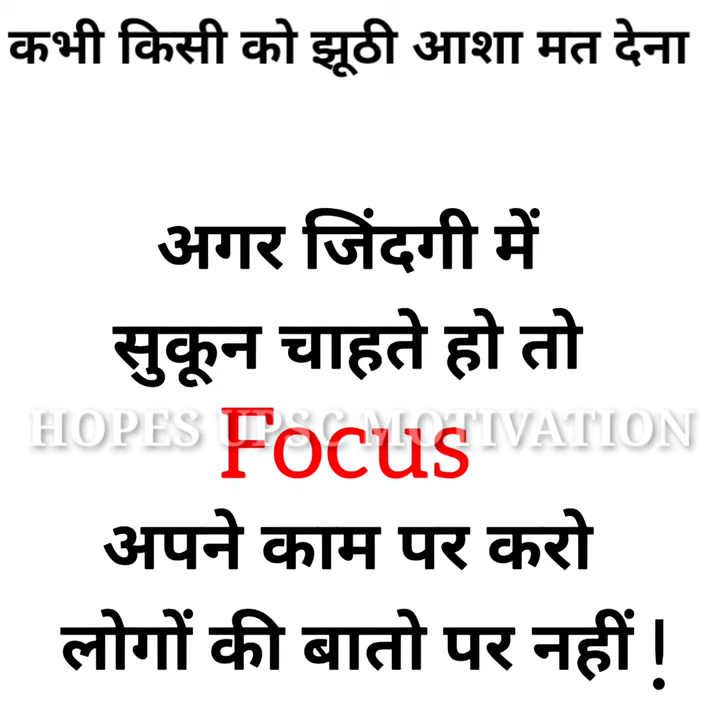 कभी किसी को झूठी आशा मत देना
अगर जिंदगी में
सुकून चाहते हो तो
HOPES UPSC MOTIVATION
Focus
अपने काम पर करो
लोगों की बातो पर नहीं !